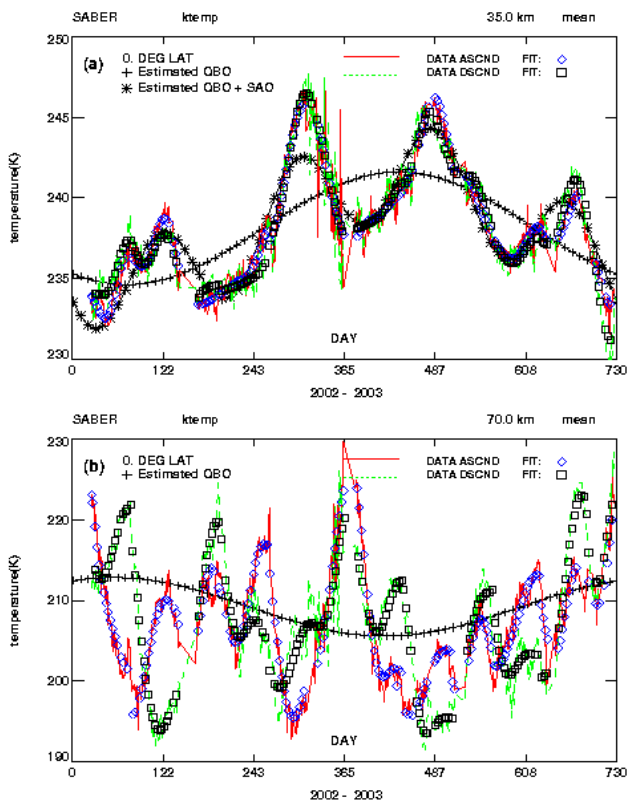 SABER ktemp 35.0 km mean
250
(a) 0. DEG LAT DATA ASCND FIT:
Estimated QBO DATA DSCND FIT:
Estimated QBO + SAO
245
240
temperature(K)
235
230
DAY
0 122 243 365 487 608 730
2002 - 2003
SABER ktemp 70.0 km mean
230
(b) 0. DEG LAT DATA ASCND FIT:
Estimated QBO DATA DSCND FIT:
220
210
temperature(K)
200
190
DAY
0 122 243 365 487 608 730
2002 - 2003